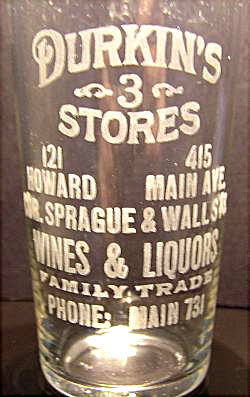 DURKIN'S
3
STORES
121 415
HOWARD MAIN AVE
COR. SPRAGUE & WALL STS
WINES & LIQUORS
FAMILY TRADE
PHONE: MAIN 731